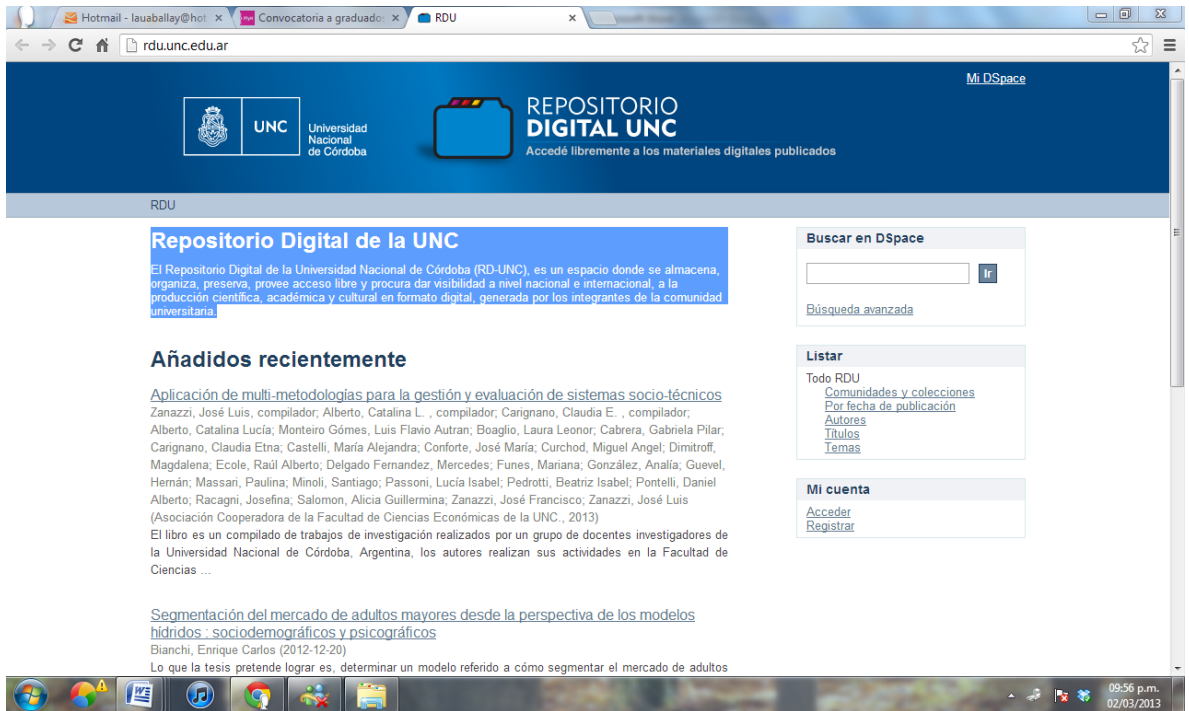 Hotmail - lauaballay@hot
Convocatoria a graduado
RDU
rdu.unc.edu.ar
Mi DSpace
UNC
Universidad
Nacional
de Córdoba
REPOSITORIO
DIGITAL UNC
Accedé libremente a los materiales digitales publicados
RDU
Repositorio Digital de la UNC
El Repositorio Digital de la Universidad Nacional de Córdoba (RD-UNC), es un espacio donde se almacena,
organiza, preserva, provee acceso libre y procura dar visibilidad a nivel nacional e internacional, a la
producción científica, académica y cultural en formato digital, generada por los integrantes de la comunidad
universitaria.
Añadidos recientemente
Aplicación de multi-metodologías para la gestión y evaluación de sistemas socio-técnicos
Zanazzi, José Luis, compilador; Alberto, Catalina L. , compilador; Carignano, Claudia E. , compilador;
Alberto, Catalina Lucía; Monteiro Gómes, Luis Flavio Autran; Boaglio, Laura Leonor; Cabrera, Gabriela Pilar;
Carignano, Claudia Etna; Castelli, María Alejandra; Conforte, José María; Curchod, Miguel Angel; Dimitroff,
Magdalena; Ecole, Raúl Alberto; Delgado Fernandez, Mercedes; Funes, Mariana; González, Analía; Guevel,
Hernán; Massari, Paulina; Minoli, Santiago; Passoni, Lucía Isabel; Pedrotti, Beatriz Isabel; Pontelli, Daniel
Alberto; Racagni, Josefina; Salomon, Alicia Guillermina; Zanazzi, José Francisco; Zanazzi, José Luis
(Asociación Cooperadora de la Facultad de Ciencias Económicas de la UNC., 2013)
El libro es un compilado de trabajos de investigación realizados por un grupo de docentes investigadores de
la Universidad Nacional de Córdoba, Argentina, los autores realizan sus actividades en la Facultad de
Ciencias ...
Segmentación del mercado de adultos mayores desde la perspectiva de los modelos
hídridos : sociodemográficos y psicográficos
Bianchi, Enrique Carlos (2012-12-20)
Lo que la tesis pretende lograr es, determinar un modelo referido a cómo segmentar el mercado de adultos
Buscar en DSpace
Ir
Búsqueda avanzada
Listar
Todo RDU
Comunidades y colecciones
Por fecha de publicación
Autores
Títulos
Temas
Mi cuenta
Acceder
Registrar
09:56 p.m.
02/03/2013